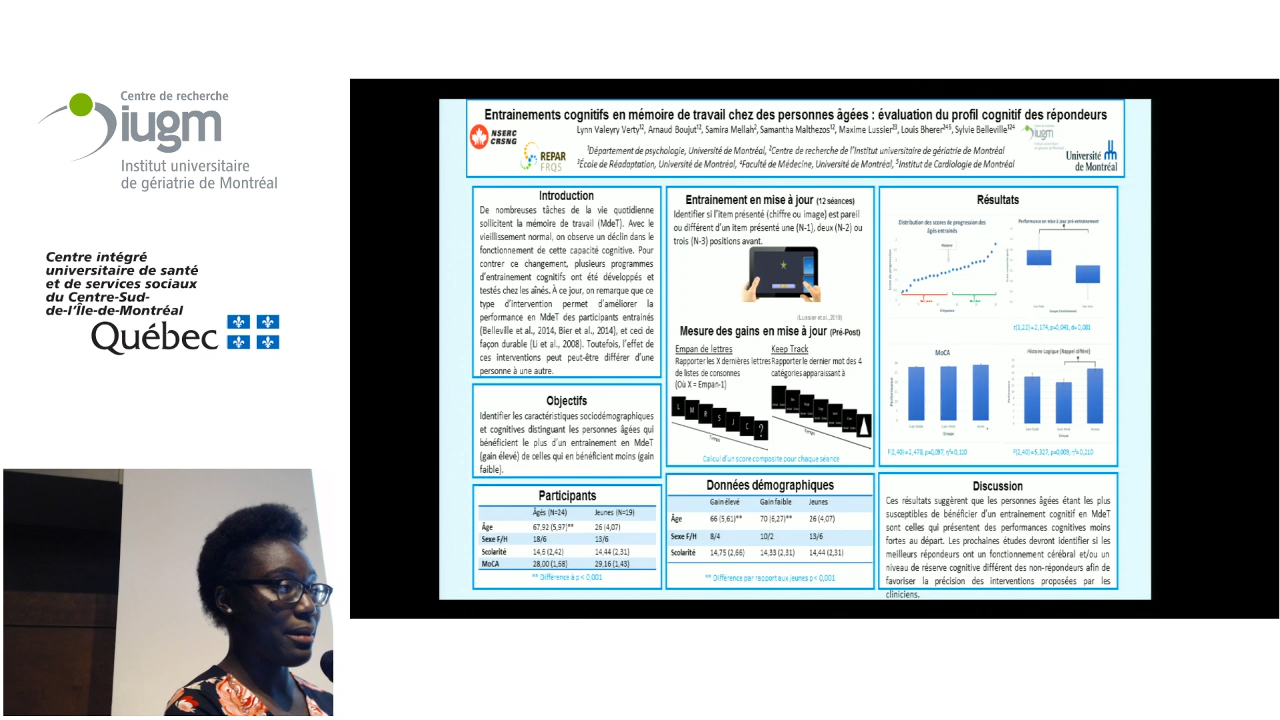 Centre de recherche
iugm
Institut universitaire
de gériatrie de Montréal
Centre intégré
universitaire de santé
et de services sociaux
du Centre-Sud-
de-l'Île-de-Montréal
Québec
Entrainements cognitifs en mémoire de travail chez des personnes âgées : évaluation du profil cognitif des répondeurs
Lynn Valeyry Verty, Arnaud Boujut, Samira Mellah, Samantha Malthezos, Maxime Lussier, Louis Bherer, Sylvie Belleville
¹Département de psychologie, Université de Montréal, ²Centre de recherche de l'Institut universitaire de gériatrie de Montréal
³École de Réadaptation, Université de Montréal, ⁴Faculté de Médecine, Université de Montréal, ⁵Institut de Cardiologie de Montréal
NSERC
CRSNG
REPAR
FRQS
iugm
Université
de Montréal
Introduction
De nombreuses tâches de la vie quotidienne
sollicitent la mémoire de travail (MdeT). Avec le
vieillissement normal, on observe un déclin dans le
fonctionnement de cette capacité cognitive. Pour
contrer ce changement, plusieurs programmes
d'entrainement cognitifs ont été développés et
testés chez les aînés. À ce jour, on remarque que ce
type d'intervention permet d'améliorer la
performance en MdeT des participants entrainés
(Belleville et al., 2014, Bier et al., 2014), et ceci de
façon durable (Li et al., 2008). Toutefois, l'effet de
ces interventions peut peut-être différer d'une
personne à une autre.
Objectifs
Identifier les caractéristiques sociodémographiques
et cognitives distinguant les personnes âgées qui
bénéficient le plus d'un entrainement en MdeT
(gain élevé) de celles qui en bénéficient moins (gain
faible).
Participants
Âgés (N=24) Jeunes (N=19)
Âge 67,92 (5,97)** 26 (4,07)
Sexe F/H 18/6 13/6
Scolarité 14,6 (2,42) 14,44 (2,31)
MoCA 28,00 (1,68) 29,16 (1,43)
** Différence à p < 0,001
Entrainement en mise à jour (12 séances)
Identifier si l'item présenté (chiffre ou image) est pareil
ou différent d'un item présenté une (N-1), deux (N-2) ou
trois (N-3) positions avant.
(Lussier et al., 2016)
Mesure des gains en mise à jour (Pré-Post)
Empan de lettres
Rapporter les X dernières lettres
de listes de consonnes
(Où X = Empan-1)
L M R S J C ?
Temps
Keep Track
Rapporter le dernier mot des 4
catégories apparaissant à
Temps
Calcul d'un score composite pour chaque séance
Données démographiques
Gain élevé Gain faible Jeunes
Âge 66 (5,61)** 70 (6,27)** 26 (4,07)
Sexe F/H 8/4 10/2 13/6
Scolarité 14,75 (2,66) 14,33 (2,31) 14,44 (2,31)
** Différence par rapport aux jeunes p < 0,001
Résultats
Distribution des scores de progression des
âgés entrainés
Performance en mise à jour pré-entrainement
MoCA
Performance
Groupe
Histoire Logique (Rappel différé)
Discussion
Ces résultats suggèrent que les personnes âgées étant les plus
susceptibles de bénéficier d'un entrainement cognitif en MdeT
sont celles qui présentent des performances cognitives moins
fortes au départ. Les prochaines études devront identifier si les
meilleurs répondeurs ont un fonctionnement cérébral et/ou un
niveau de réserve cognitive différent des non-répondeurs afin de
favoriser la précision des interventions proposées par les
cliniciens.